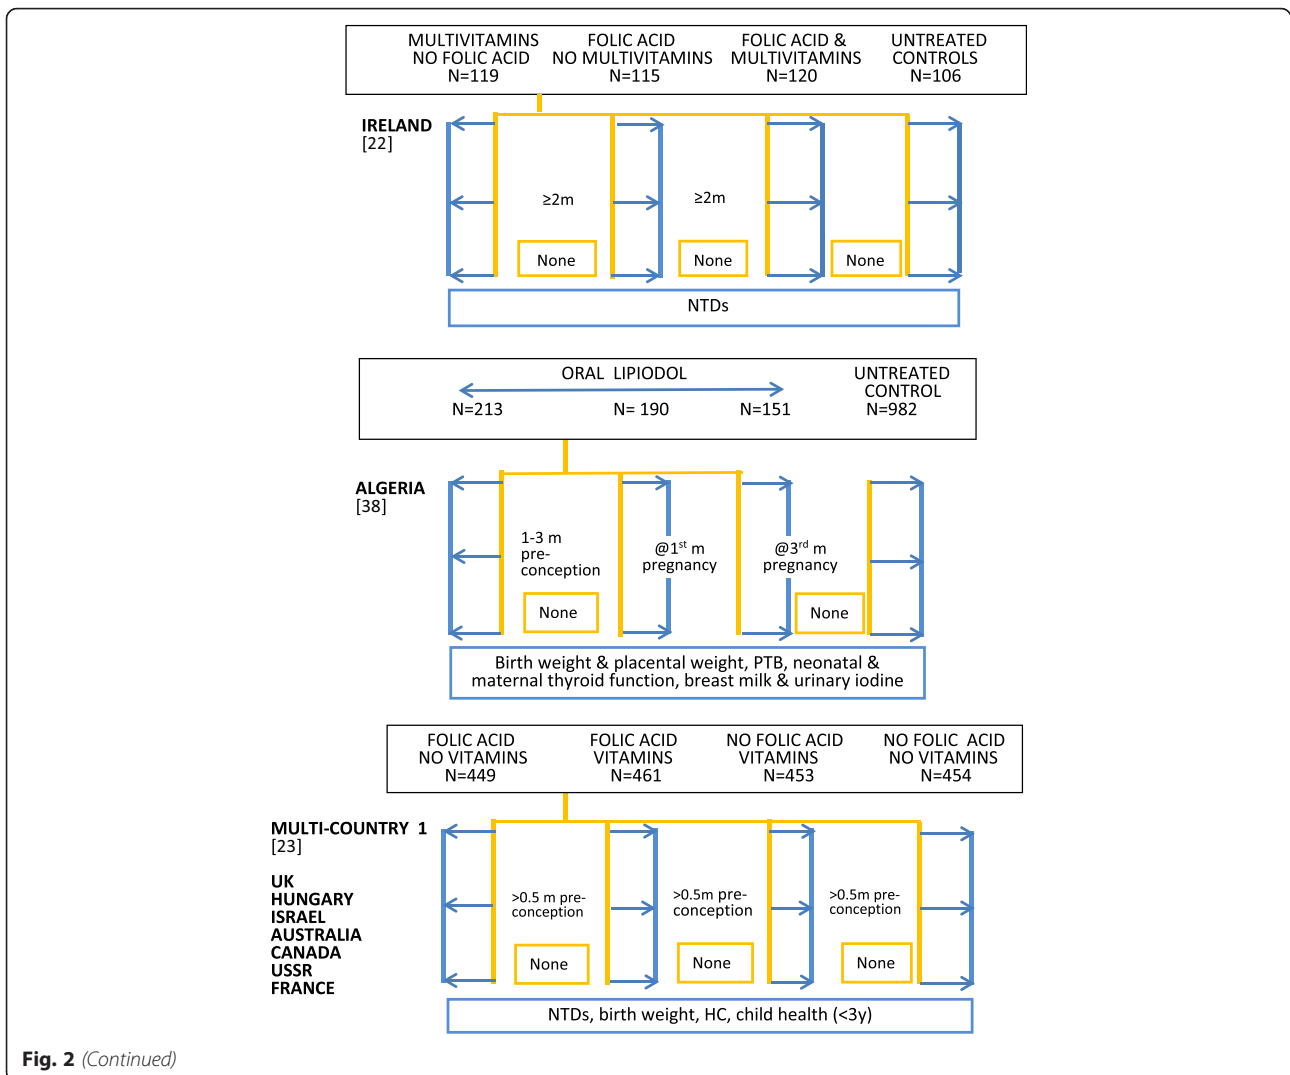 MULTIVITAMINS FOLIC ACID FOLIC ACID & UNTREATED
NO FOLIC ACID NO MULTIVITAMINS MULTIVITAMINS CONTROLS
N=119 N=115 N=120 N=106
IRELAND
[22]
≥2m ≥2m
None None None
NTDs
ORAL LIPIODOL UNTREATED
CONTROL
N=213 N= 190 N=151 N=982
ALGERIA
[38]
1-3 m
pre-
conception
@1st m
pregnancy
@3rd m
pregnancy
None None
Birth weight & placental weight, PTB, neonatal &
maternal thyroid function, breast milk & urinary iodine
FOLIC ACID FOLIC ACID NO FOLIC ACID NO FOLIC ACID
NO VITAMINS VITAMINS VITAMINS NO VITAMINS
N=449 N=461 N=453 N=454
MULTI-COUNTRY 1
[23]
UK
HUNGARY
ISRAEL
AUSTRALIA
CANADA
USSR
FRANCE
>0.5 m pre-
conception
>0.5m pre-
conception
>0.5m pre-
conception
None None None
NTDs, birth weight, HC, child health (<3y)
Fig. 2 (Continued)